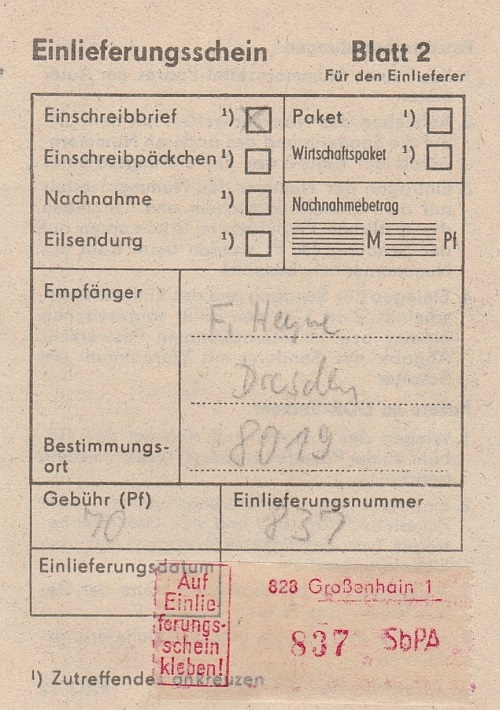 Einlieferungsschein Blatt 2
Für den Einlieferer
Einschreibbrief ¹) Paket ¹)
Einschreibpäckchen ¹) Wirtschaftspaket ¹)
Nachnahme ¹) Nachnahmebetrag
Eilsendung ¹) M Pf
Empfänger
F. Heyne
Dresden
8019
Bestimmungs-
ort
Gebühr (Pf) Einlieferungsnummer
70 837
Einlieferungsdatum
Auf
Einlie-
ferungs-
schein
kleben!
828 Großenhain 1
837 SbPA
¹) Zutreffendes ankreuzen